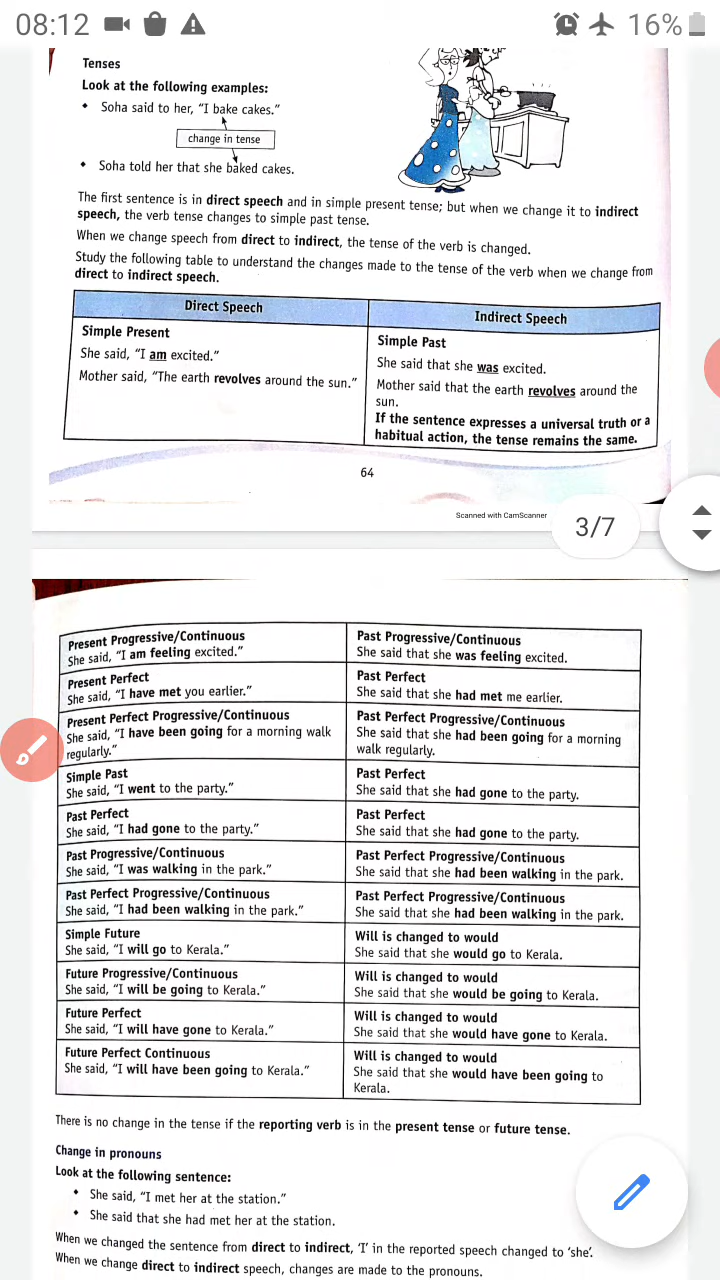 08:12
16%
Tenses
Look at the following examples:
• Soha said to her, “I bake cakes.”
change in tense
• Soha told her that she baked cakes.
The first sentence is in direct speech and in simple present tense; but when we change it to indirect
speech, the verb tense changes to simple past tense.
When we change speech from direct to indirect, the tense of the verb is changed.
Study the following table to understand the changes made to the tense of the verb when we change from
direct to indirect speech.
Direct Speech
Indirect Speech
Simple Present
She said, “I am excited.”
Mother said, “The earth revolves around the sun.”
Simple Past
She said that she was excited.
Mother said that the earth revolves around the
sun.
If the sentence expresses a universal truth or a
habitual action, the tense remains the same.
64
Scanned with CamScanner
3/7
Present Progressive/Continuous
She said, “I am feeling excited.”
Past Progressive/Continuous
She said that she was feeling excited.
Present Perfect
She said, “I have met you earlier.”
Past Perfect
She said that she had met me earlier.
Present Perfect Progressive/Continuous
She said, “I have been going for a morning walk
regularly.”
Past Perfect Progressive/Continuous
She said that she had been going for a morning
walk regularly.
Simple Past
She said, “I went to the party.”
Past Perfect
She said that she had gone to the party.
Past Perfect
She said, “I had gone to the party.”
Past Perfect
She said that she had gone to the party.
Past Progressive/Continuous
She said, “I was walking in the park.”
Past Perfect Progressive/Continuous
She said that she had been walking in the park.
Past Perfect Progressive/Continuous
She said, “I had been walking in the park.”
Past Perfect Progressive/Continuous
She said that she had been walking in the park.
Simple Future
She said, “I will go to Kerala.”
Will is changed to would
She said that she would go to Kerala.
Future Progressive/Continuous
She said, “I will be going to Kerala.”
Will is changed to would
She said that she would be going to Kerala.
Future Perfect
She said, “I will have gone to Kerala.”
Will is changed to would
She said that she would have gone to Kerala.
Future Perfect Continuous
She said, “I will have been going to Kerala.”
Will is changed to would
She said that she would have been going to
Kerala.
There is no change in the tense if the reporting verb is in the present tense or future tense.
Change in pronouns
Look at the following sentence:
• She said, “I met her at the station.”
• She said that she had met her at the station.
When we changed the sentence from direct to indirect, ‘I’ in the reported speech changed to ‘she’.
When we change direct to indirect speech, changes are made to the pronouns.